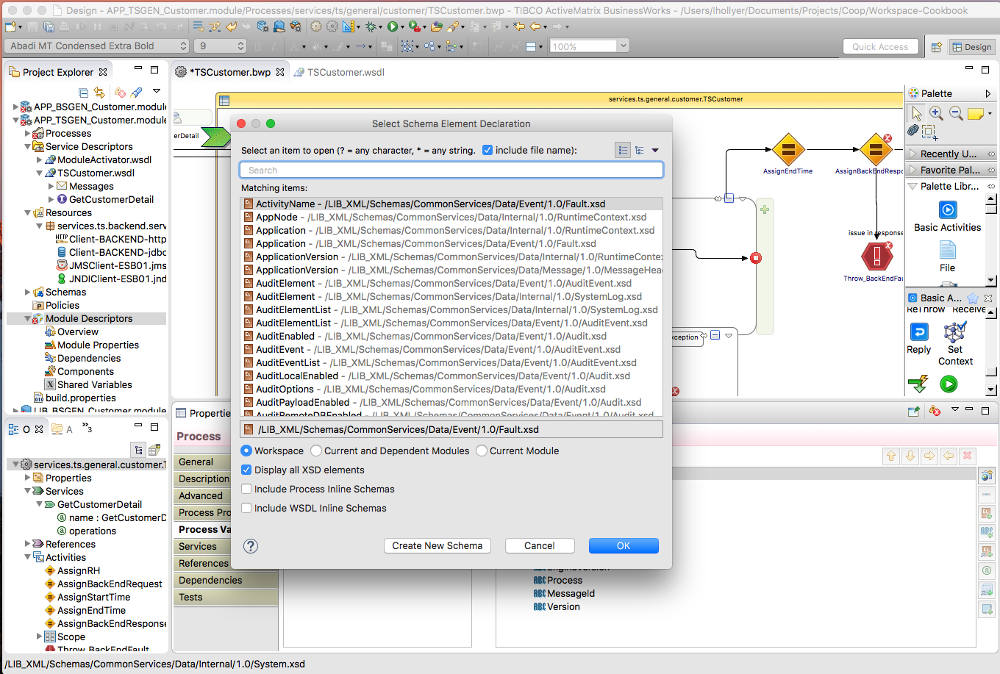 Design - APP_TSGEN_Customer.module/Processes/services/ts/general/customer/TSCustomer.bwp - TIBCO ActiveMatrix BusinessWorks - /Users/lhollyer/Documents/Projects/Coop/Workspace-Cookbook
Abadi MT Condensed Extra Bold
9
100%
Quick Access
Design
Project Explorer
APP_BSGEN_Customer.module
APP_TSGEN_Customer.module
Processes
Service Descriptors
ModuleActivator.wsdl
TSCustomer.wsdl
Messages
GetCustomerDetail
Resources
services.ts.backend.serv
Client-BACKEND-http
Client-BACKEND-jdbc
JMSClient-ESB01.jms
JNDIClient-ESB01.jnd
Schemas
Policies
Module Descriptors
Overview
Module Properties
Dependencies
Components
Shared Variables
build.properties
LIB_BSGEN_Customer.module
O
A
3
services.ts.general.customer.T
Properties
Services
GetCustomerDetail
name : GetCustomerD
operations
References
Activities
AssignRH
AssignBackEndRequest
AssignStartTime
AssignEndTime
AssignBackEndResponse
Scope
Throw_BackEndFault
/LIB_XML/Schemas/CommonServices/Data/Internal/1.0/System.xsd
*TSCustomer.bwp
TSCustomer.wsdl
services.ts.general.customer.TSCustomer
erDetail
AssignEndTime
AssignBackEndRespo
issue in response
Throw_BackEndFau
xception
Select Schema Element Declaration
Select an item to open (? = any character, * = any string.
include file name):
Search
Matching items:
ActivityName - /LIB_XML/Schemas/CommonServices/Data/Event/1.0/Fault.xsd
AppNode - /LIB_XML/Schemas/CommonServices/Data/Internal/1.0/RuntimeContext.xsd
Application - /LIB_XML/Schemas/CommonServices/Data/Internal/1.0/RuntimeContext.xsd
Application - /LIB_XML/Schemas/CommonServices/Data/Event/1.0/Fault.xsd
ApplicationVersion - /LIB_XML/Schemas/CommonServices/Data/Internal/1.0/RuntimeContex
ApplicationVersion - /LIB_XML/Schemas/CommonServices/Data/Message/1.0/MessageHead
AuditElement - /LIB_XML/Schemas/CommonServices/Data/Event/1.0/AuditEvent.xsd
AuditElement - /LIB_XML/Schemas/CommonServices/Data/Internal/1.0/SystemLog.xsd
AuditElementList - /LIB_XML/Schemas/CommonServices/Data/Internal/1.0/SystemLog.xsd
AuditElementList - /LIB_XML/Schemas/CommonServices/Data/Event/1.0/AuditEvent.xsd
AuditEnabled - /LIB_XML/Schemas/CommonServices/Data/Event/1.0/Audit.xsd
AuditEvent - /LIB_XML/Schemas/CommonServices/Data/Event/1.0/AuditEvent.xsd
AuditEventList - /LIB_XML/Schemas/CommonServices/Data/Event/1.0/AuditEvent.xsd
AuditLocalEnabled - /LIB_XML/Schemas/CommonServices/Data/Event/1.0/Audit.xsd
AuditOptions - /LIB_XML/Schemas/CommonServices/Data/Event/1.0/Audit.xsd
AuditPayloadEnabled - /LIB_XML/Schemas/CommonServices/Data/Event/1.0/Audit.xsd
AuditRemoteDBEnabled - /LIB_XML/Schemas/CommonServices/Data/Event/1.0/Audit.xsd
/LIB_XML/Schemas/CommonServices/Data/Event/1.0/Fault.xsd
Workspace
Current and Dependent Modules
Current Module
Display all XSD elements
Include Process Inline Schemas
Include WSDL Inline Schemas
?
Create New Schema
Cancel
OK
Propertie
Process
General
Description
Advanced
Process Pro
Process Va
Services
References
Dependencies
Tests
EngineVersion
ABC Process
ABC MessageId
ABC Version
Palette
Recently U...
Favorite Pal...
Palette Libr...
Basic Activities
File
Basic A...
ReThrow
Receive
Reply
Set Context